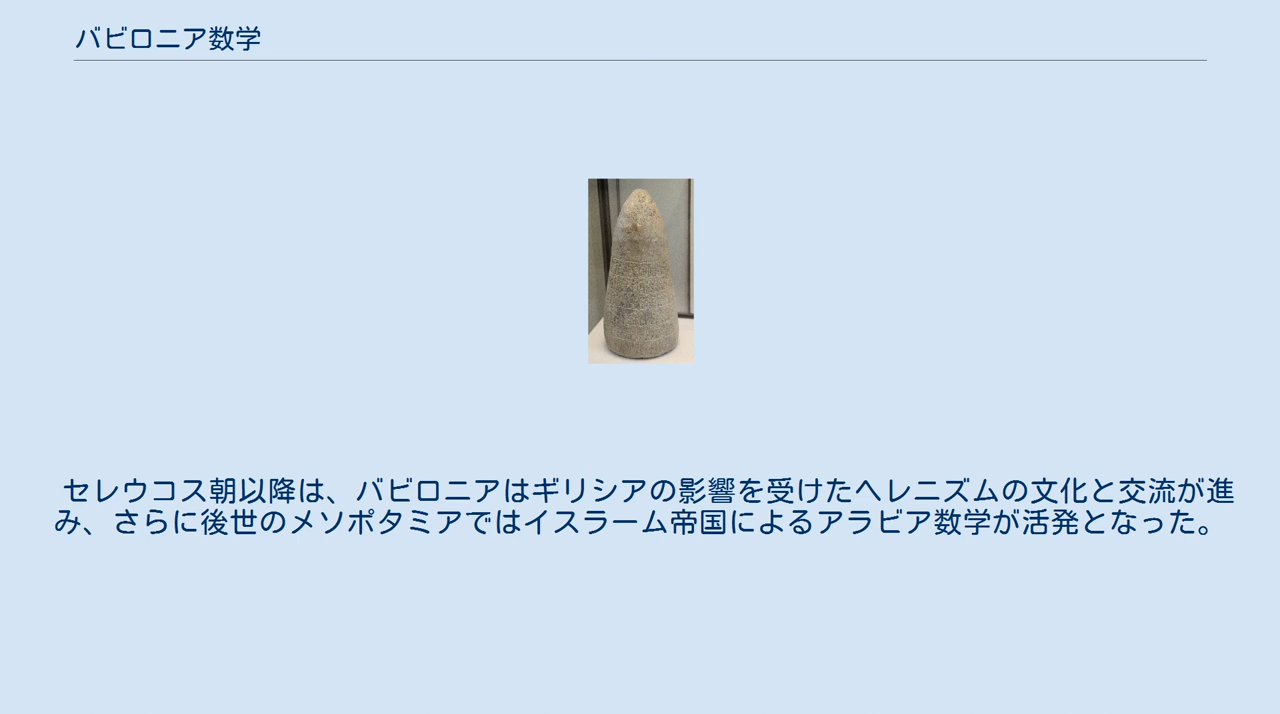 バビロニア数学
セレウコス朝以降は、バビロニアはギリシアの影響を受けたヘレニズムの文化と交流が進
み、さらに後世のメソポタミアではイスラーム帝国によるアラビア数学が活発となった。